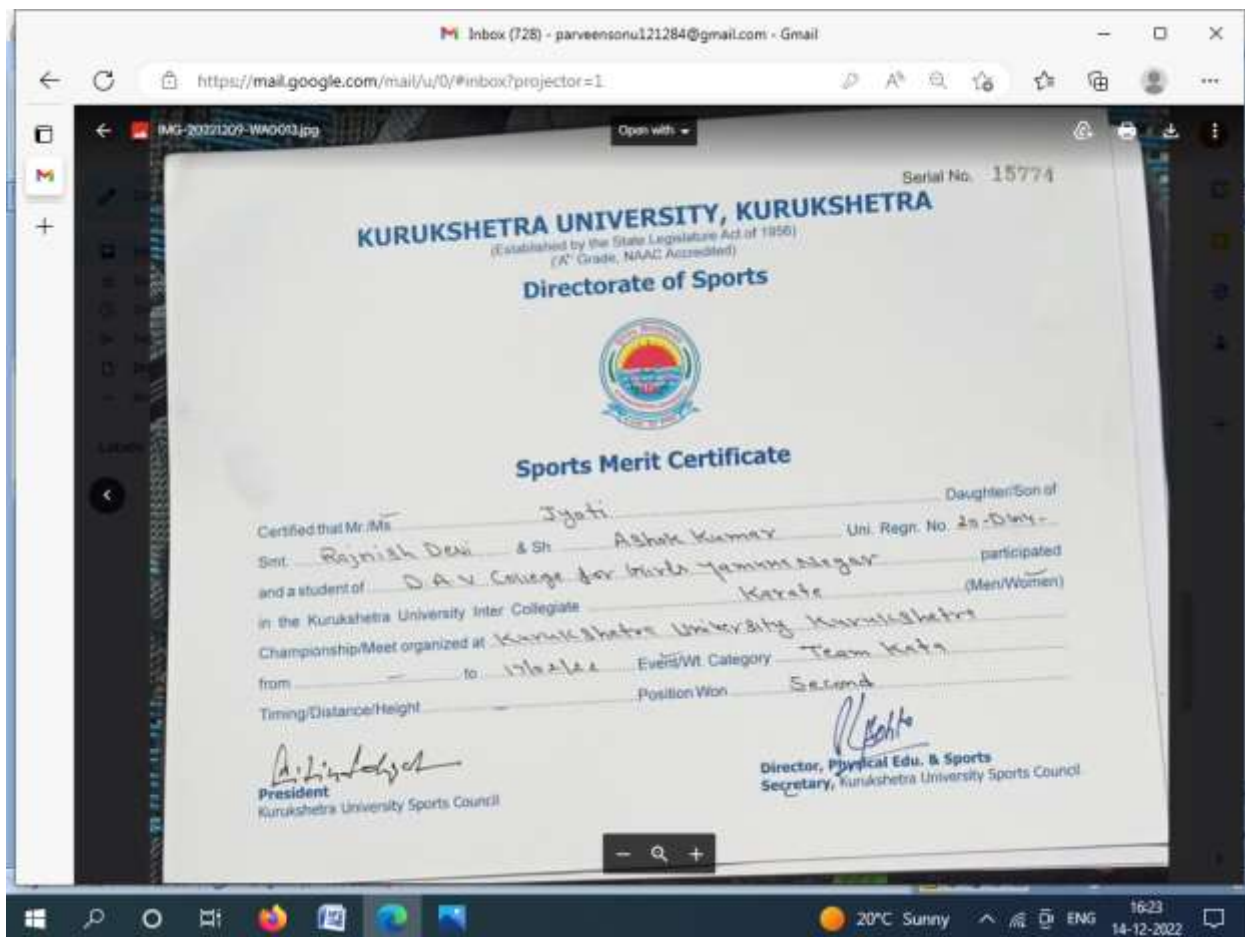 Inbox (728) - parveensonu121284@gmail.com - Gmail
https://mail.google.com/mail/u/0/#inbox?projector=1
IMG-20221209-WA0013.jpg
Open with
Serial No. 15774
KURUKSHETRA UNIVERSITY, KURUKSHETRA
(Established by the State Legislature Act of 1956)
('A' Grade, NAAC Accredited)
Directorate of Sports
Sports Merit Certificate
Certified that Mr./Ms Jyoti Daughter/Son of
Smt. Rajnish Devi & Sh. Ashok Kumar Uni. Regn. No. 20-
and a student of D A V College for Girls Yamuna Nagar participated
in the Kurukshetra University Inter Collegiate Karate (Men/Women)
Championship/Meet organized at Kurukshetra University Kurukshetra
from - to Event/Wt. Category Team Kata
Timing/Distance/Height - Position Won Second
President
Kurukshetra University Sports Council
Director, Physical Edu. & Sports
Secretary, Kurukshetra University Sports Council
20°C Sunny
ENG
16:23
14-12-2022